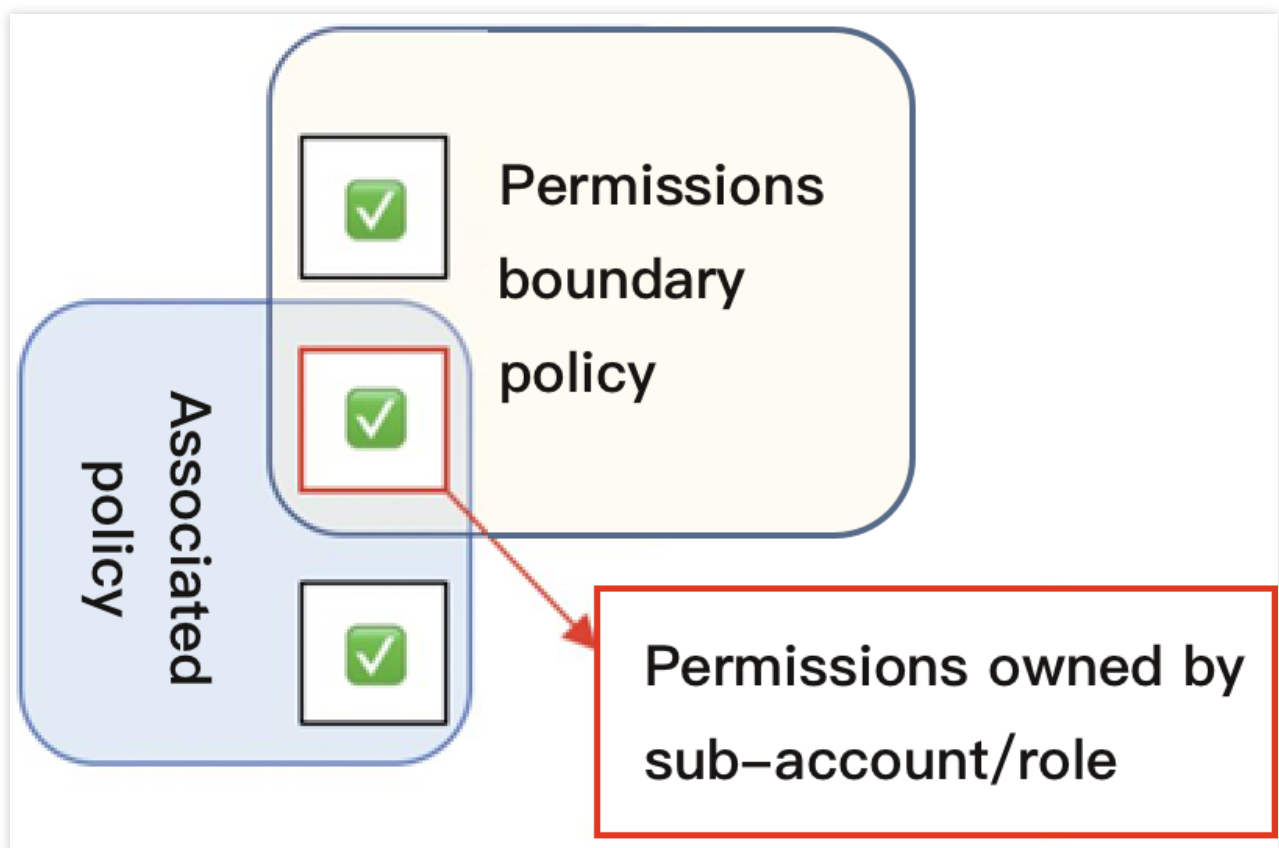 Permissions
boundary
policy
Associated
policy
Permissions owned by
sub-account/role